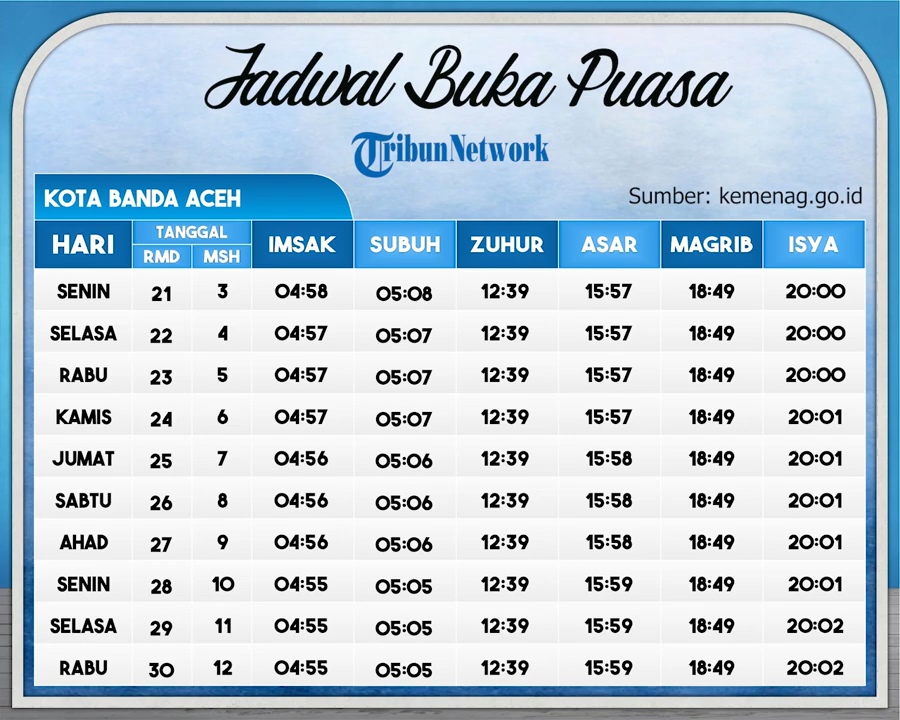 Jadwal Buka Puasa
TribunNetwork
KOTA BANDA ACEH
Sumber: kemenag.go.id
HARI TANGGAL IMSAK SUBUH ZUHUR ASAR MAGRIB ISYA
RMD MSH
SENIN 21 3 04:58 05:08 12:39 15:57 18:49 20:00
SELASA 22 4 04:57 05:07 12:39 15:57 18:49 20:00
RABU 23 5 04:57 05:07 12:39 15:57 18:49 20:00
KAMIS 24 6 04:57 05:07 12:39 15:57 18:49 20:01
JUMAT 25 7 04:56 05:06 12:39 15:58 18:49 20:01
SABTU 26 8 04:56 05:06 12:39 15:58 18:49 20:01
AHAD 27 9 04:56 05:06 12:39 15:58 18:49 20:01
SENIN 28 10 04:55 05:05 12:39 15:59 18:49 20:01
SELASA 29 11 04:55 05:05 12:39 15:59 18:49 20:02
RABU 30 12 04:55 05:05 12:39 15:59 18:49 20:02